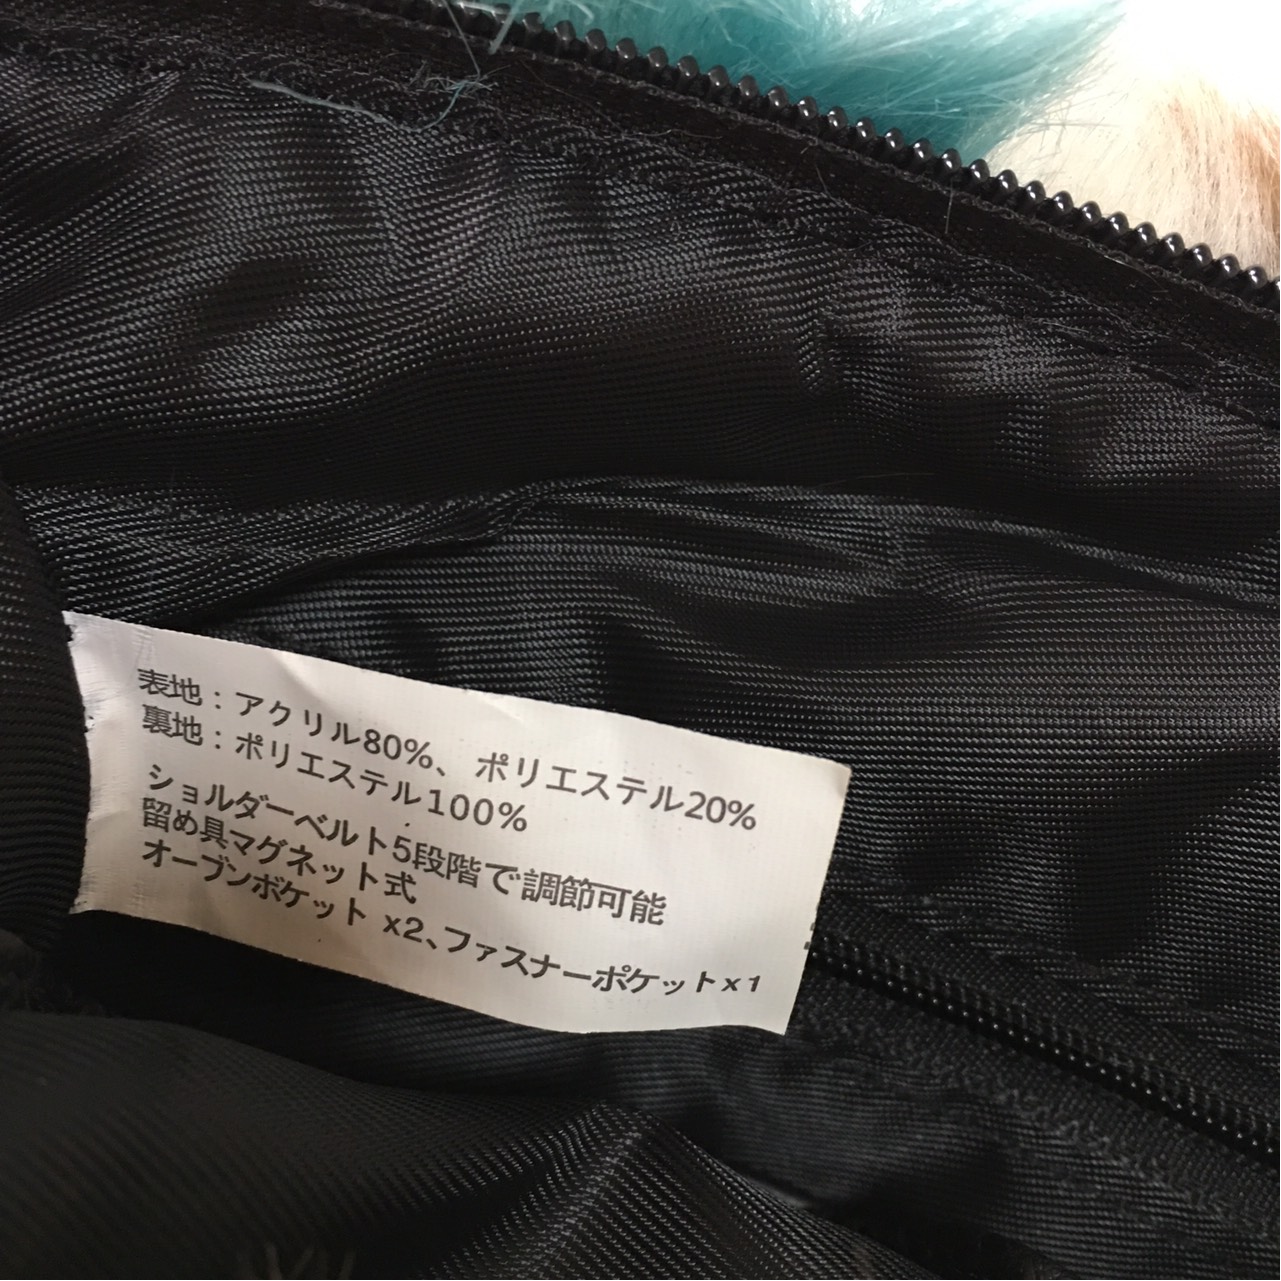 表地：アクリル80%、ポリエステル20%
裏地：ポリエステル100%
ショルダーベルト5段階で調節可能
留め具マグネット式
オーブンポケット x2、ファスナーポケットx1